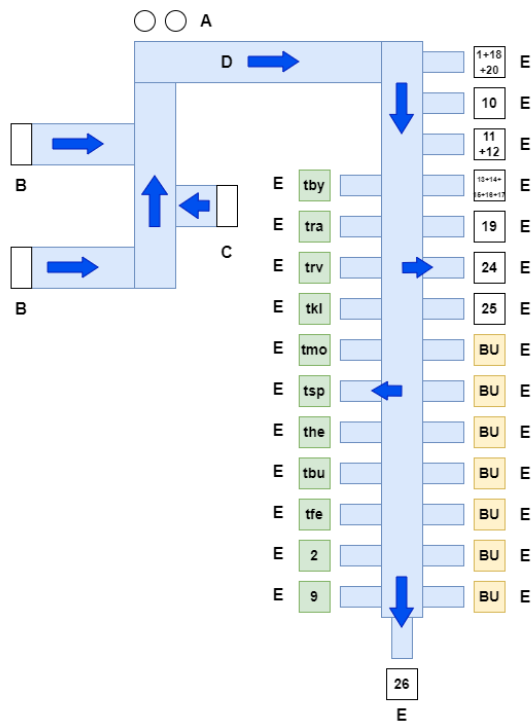 A
D
1+18
+20
E
10
E
B
11
+12
E
E
tby
13+14+
15+16+17
E
E
tra
19
E
C
B
E
trv
24
E
E
tkl
25
E
E
tmo
BU
E
E
tsp
BU
E
E
the
BU
E
E
tbu
BU
E
E
tfe
BU
E
E
2
BU
E
E
9
BU
E
26
E